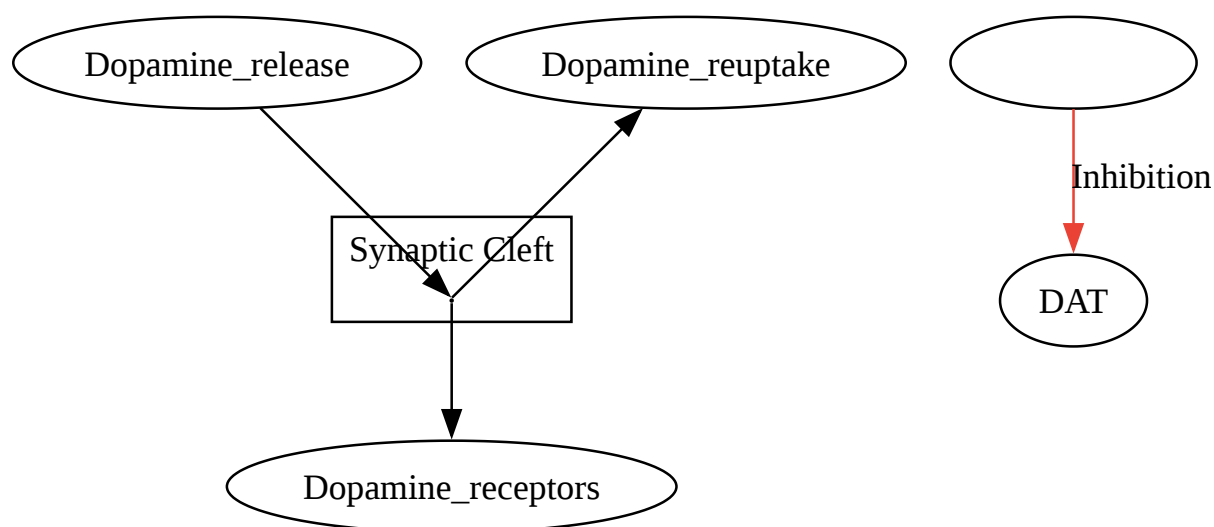 Dopamine_release
Dopamine_reuptake
Inhibition
Synaptic Cleft
DAT
Dopamine_receptors